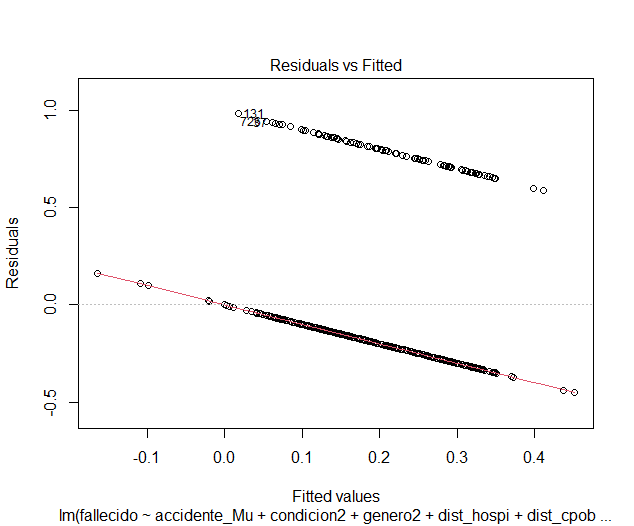 Residuals vs Fitted
1.0
0.5
0.0
-0.5
Residuals
131
-0.1
0.0
0.1
0.2
0.3
0.4
Fitted values
lm(fallecido ~ accidente_Mu + condicion2 + genero2 + dist_hospi + dist_cpob ...